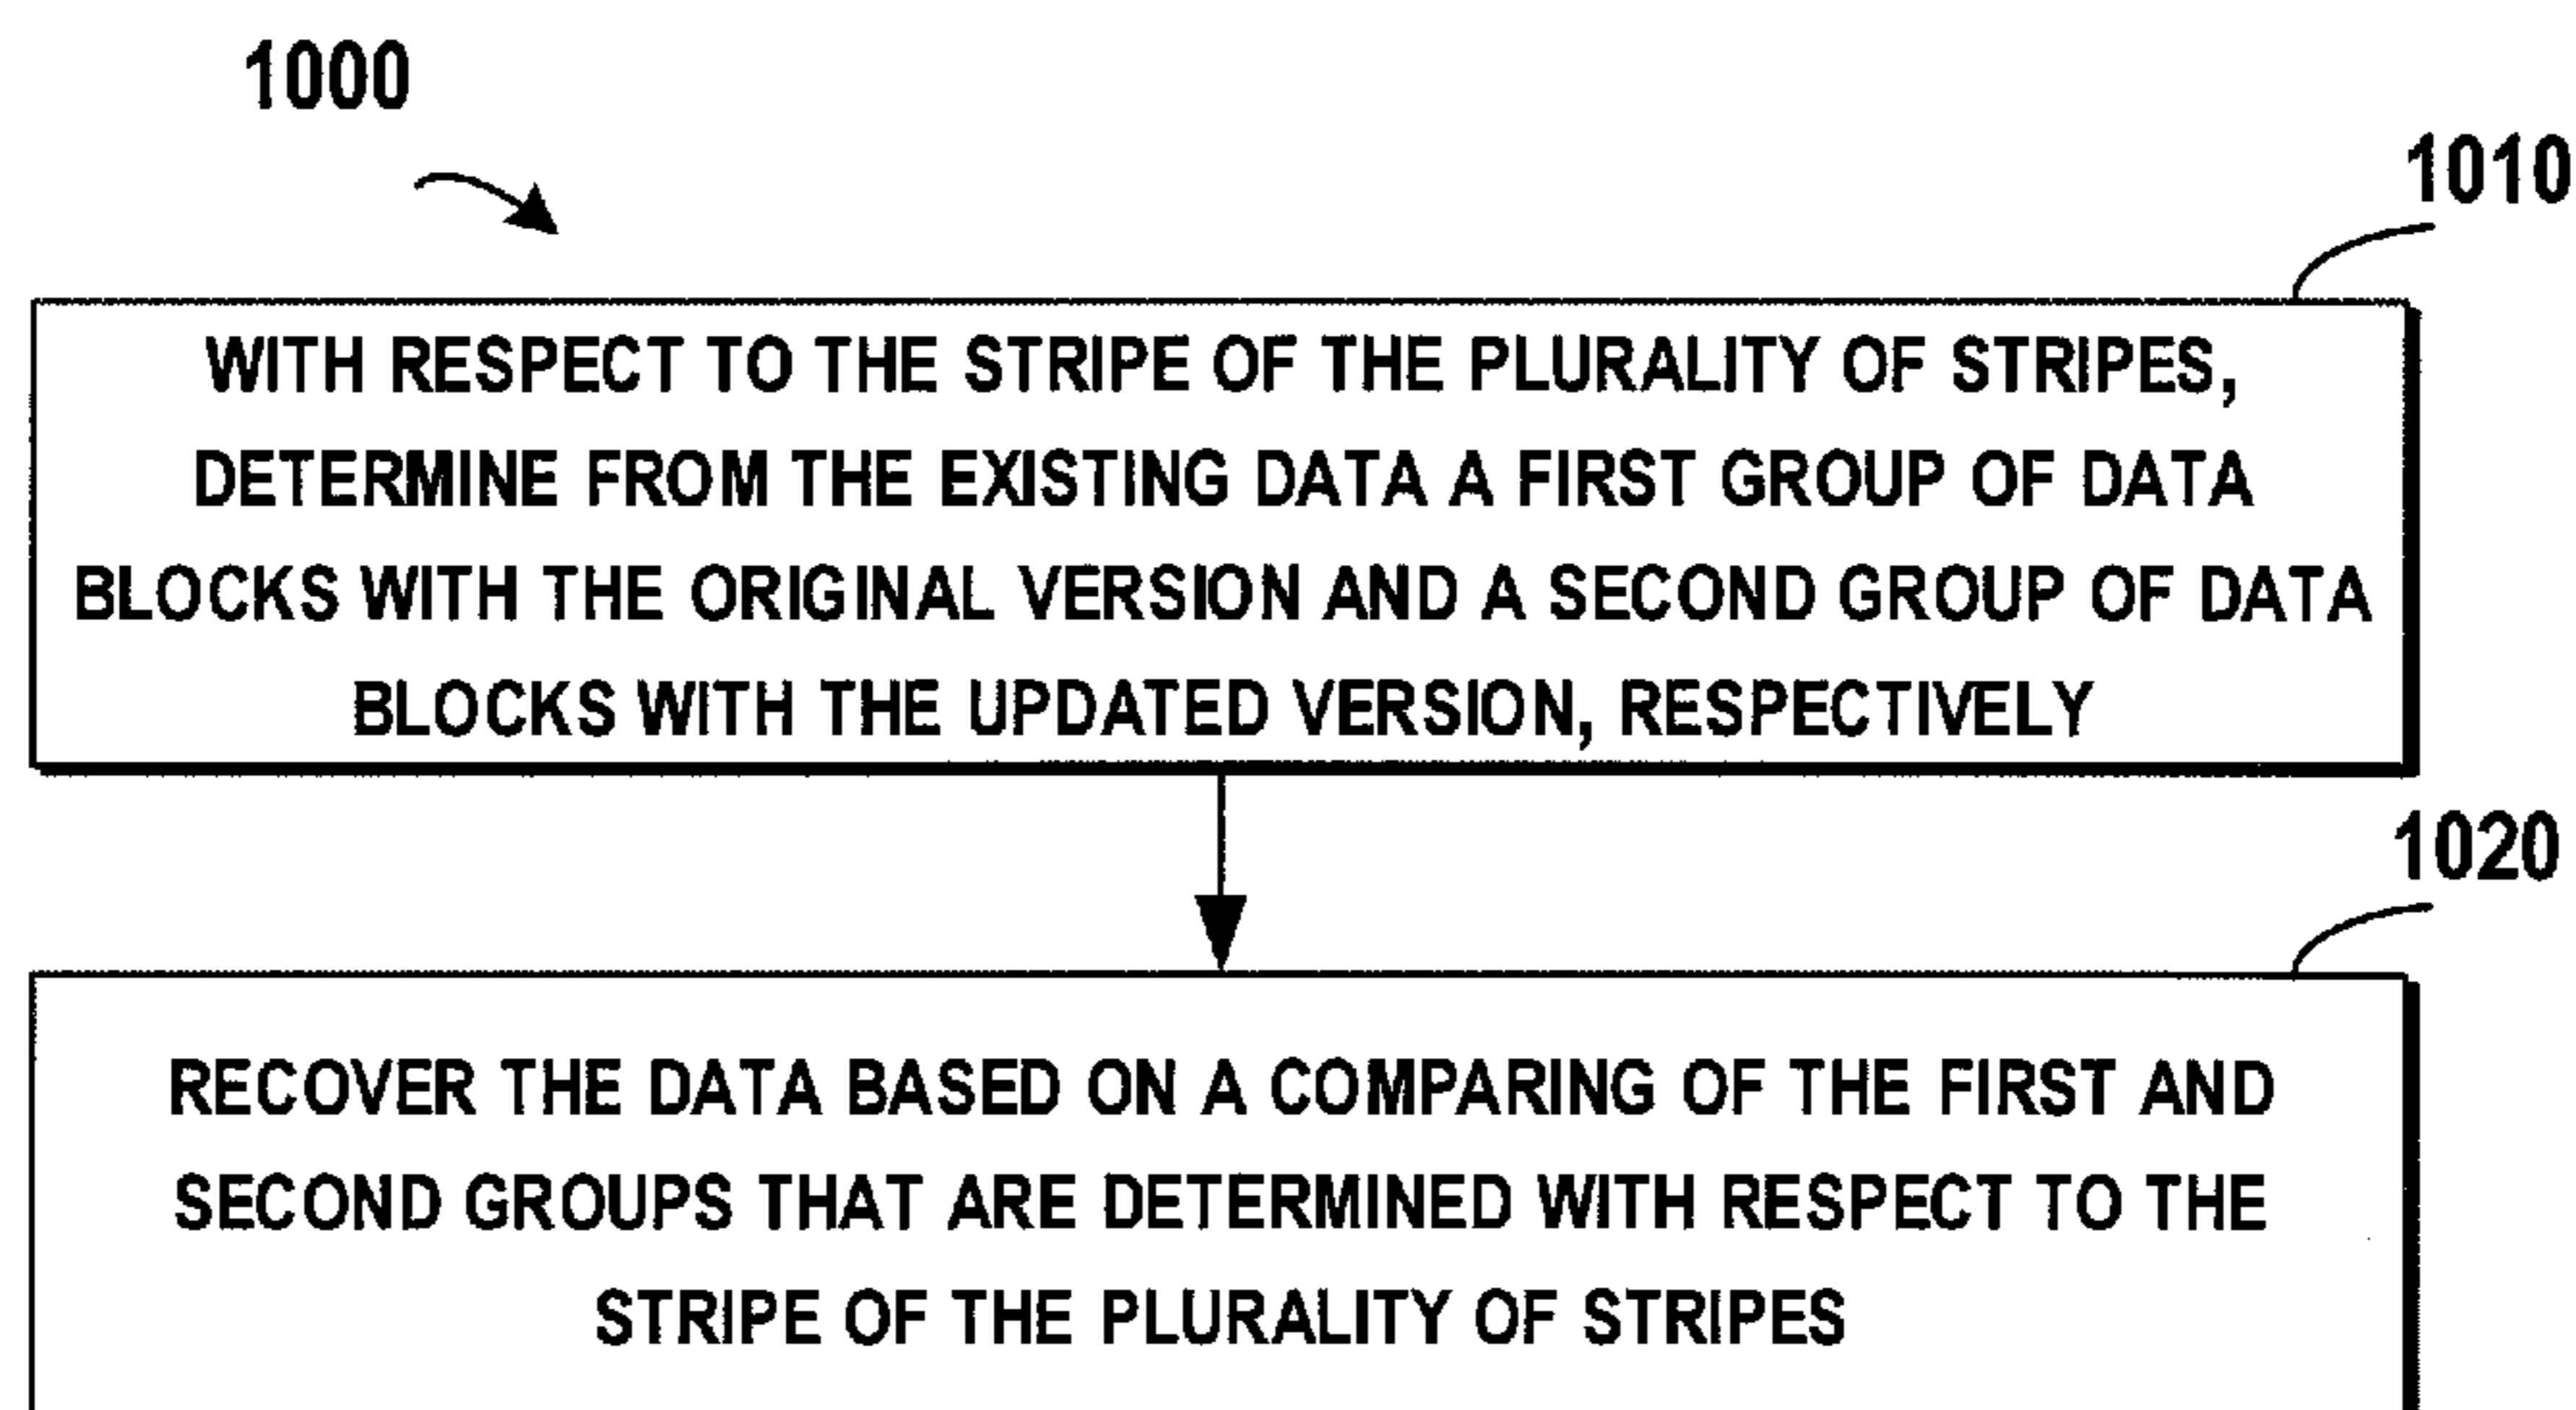 1000
1010
WITH RESPECT TO THE STRIPE OF THE PLURALITY OF STRIPES,
DETERMINE FROM THE EXISTING DATA A FIRST GROUP OF DATA
BLOCKS WITH THE ORIGINAL VERSION AND A SECOND GROUP OF DATA
BLOCKS WITH THE UPDATED VERSION, RESPECTIVELY
1020
RECOVER THE DATA BASED ON A COMPARING OF THE FIRST AND
SECOND GROUPS THAT ARE DETERMINED WITH RESPECT TO THE
STRIPE OF THE PLURALITY OF STRIPES